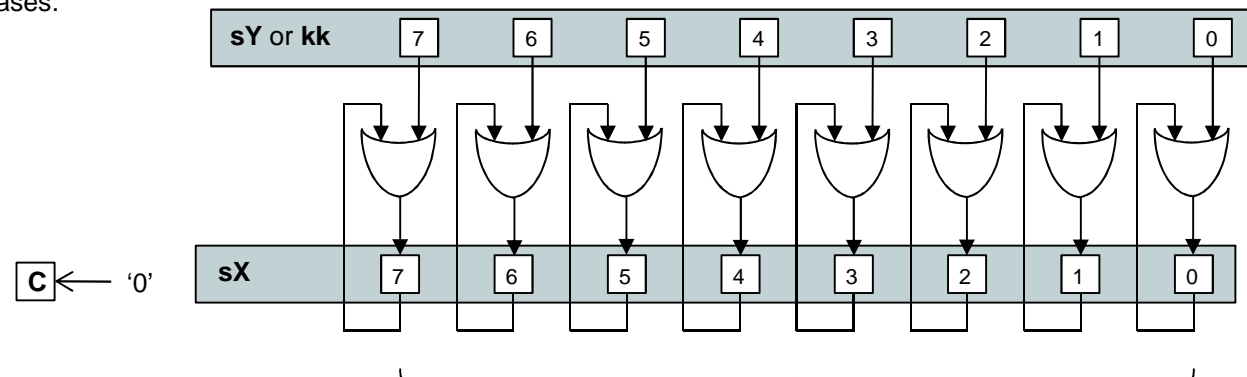 ases.
sY or kk 7 6 5 4 3 2 1 0
C ‘0’ sX 7 6 5 4 3 2 1 0